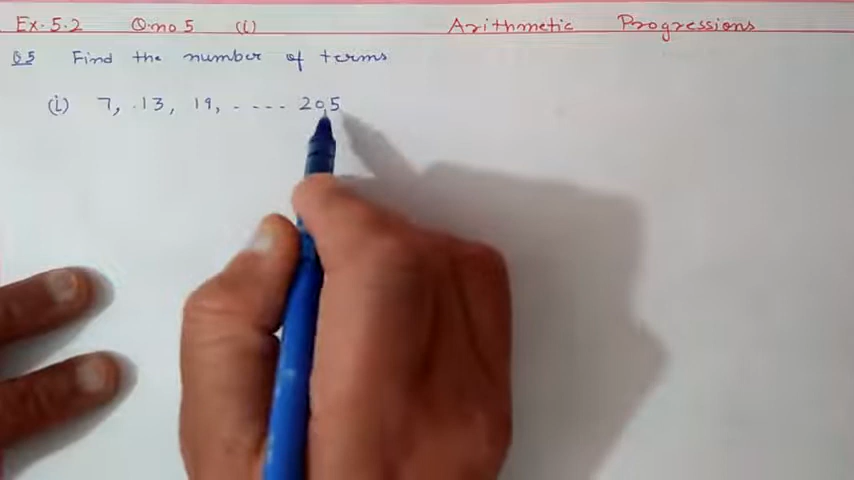 Ex. 5.2 Q.no 5 (i) Arithmetic Progressions
Q5 Find the number of terms
(i) 7, 13, 19, ---- 205